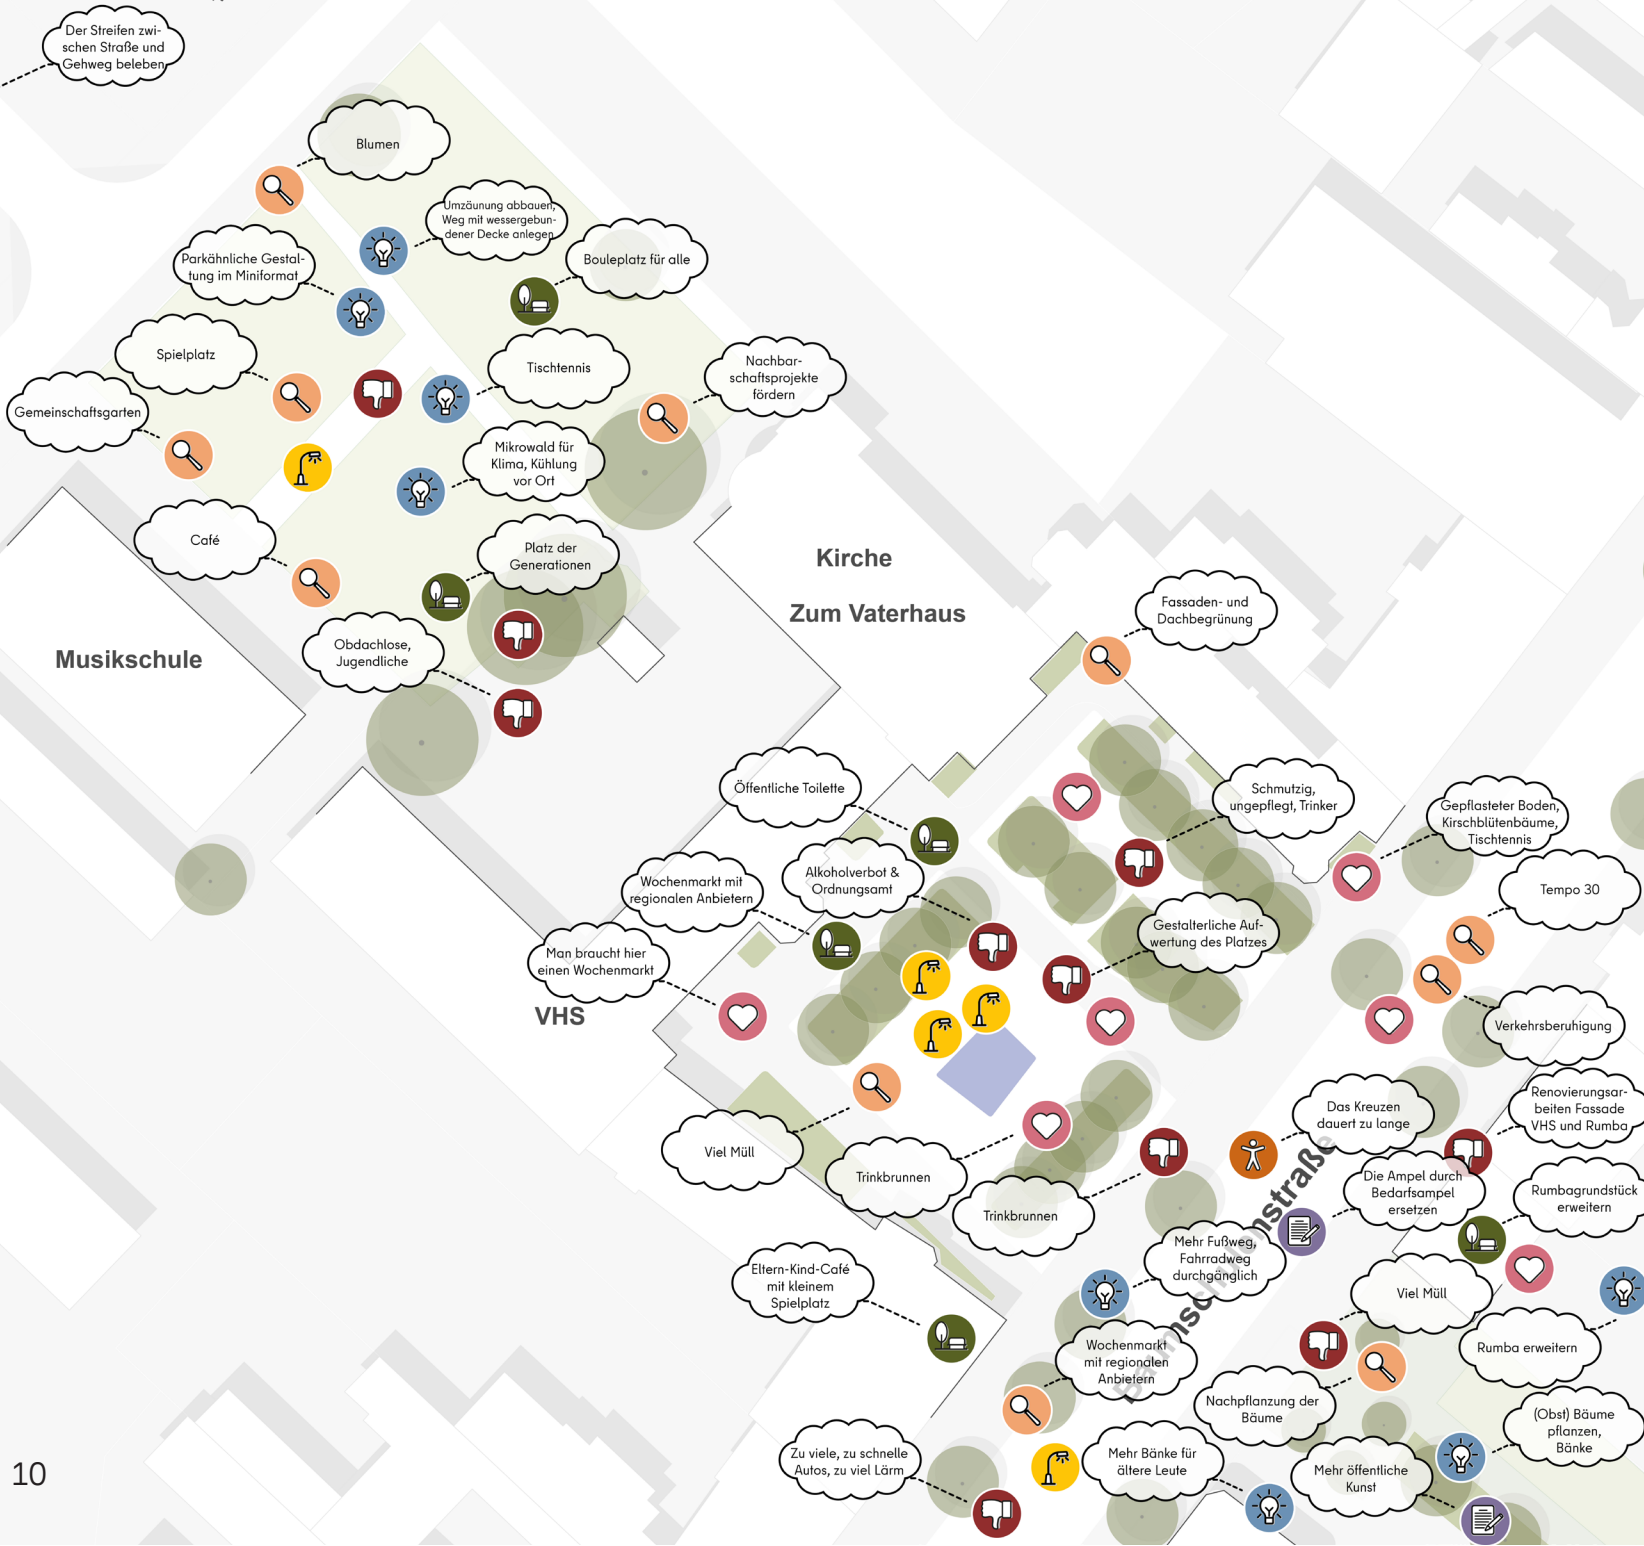 Der Streifen zwi-
schen Straße und
Gehweg beleben
Blumen
Umzäunung abbauen,
Weg mit wessergebun-
dener Decke anlegen
Parkähnliche Gestal-
tung im Miniformat
Bouleplatz für alle
Spielplatz
Tischtennis
Nachbar-
schaftsprojekte
fördern
Gemeinschaftsgarten
Mikrowald für
Klima, Kühlung
vor Ort
Café
Platz der
Generationen
Kirche
Zum Vaterhaus
Fassaden- und
Dachbegrünung
Obdachlose,
Jugendliche
Musikschule
Öffentliche Toilette
Schmutzig,
ungepflegt, Trinker
Gepflasteter Boden,
Kirschblütenbäume,
Tischtennis
Wochenmarkt mit
regionalen Anbietern
Alkoholverbot &
Ordnungsamt
Tempo 30
Gestalterliche Auf-
wertung des Platzes
Man braucht hier
einen Wochenmarkt
VHS
Verkehrsberuhigung
Das Kreuzen
dauert zu lange
Renovierungsar-
beiten Fassade
VHS und Rumba
Viel Müll
Trinkbrunnen
Trinkbrunnen
Die Ampel durch
Bedarfsampel
ersetzen
Rumbagrundstück
erweitern
Baumschulenstraße
Mehr Fußweg,
Fahrradweg
durchgänglich
Eltern-Kind-Café
mit kleinem
Spielplatz
Viel Müll
Rumba erweitern
Wochenmarkt
mit regionalen
Anbietern
Nachpflanzung der
Bäume
(Obst) Bäume
pflanzen,
Bänke
Zu viele, zu schnelle
Autos, zu viel Lärm
Mehr Bänke für
ältere Leute
Mehr öffentliche
Kunst
10